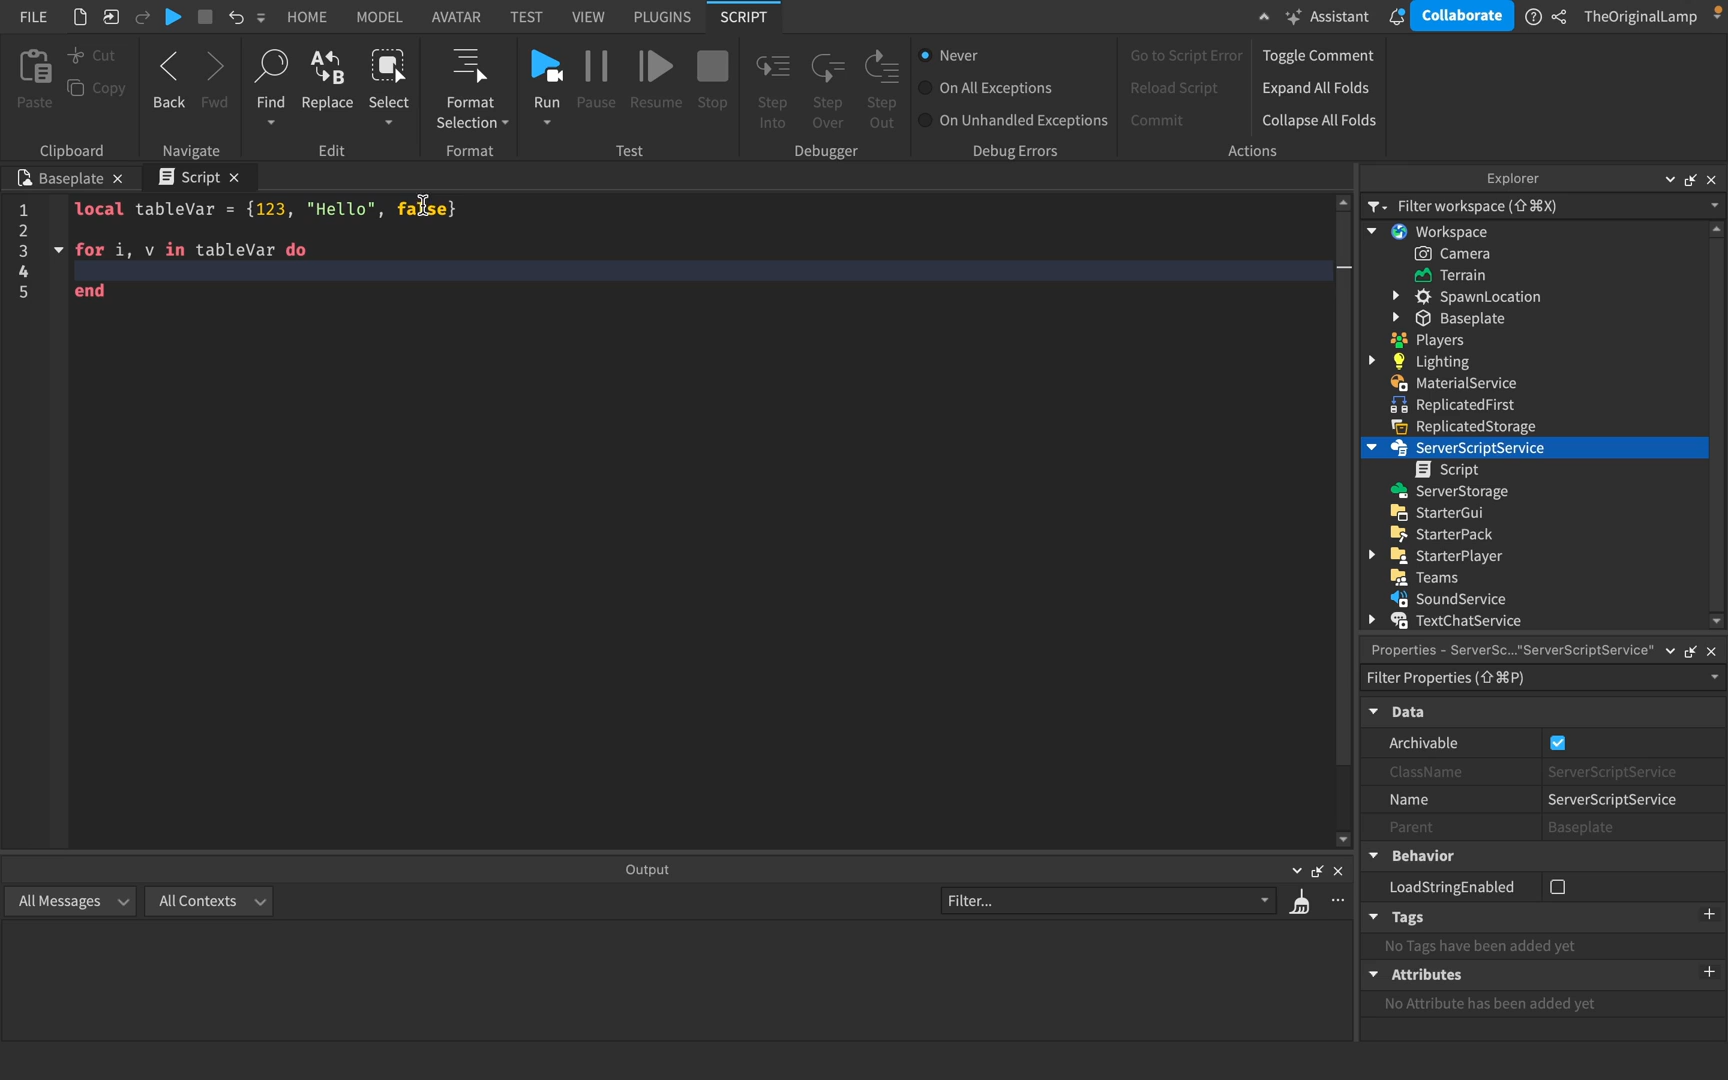 FILE HOME MODEL AVATAR TEST VIEW PLUGINS SCRIPT Assistant Collaborate TheOriginalLamp
Paste Cut Copy
Clipboard
Back Fwd
Navigate
Find Replace Select
Edit
Format Selection
Format
Run Pause Resume Stop
Test
Step Into Step Over Step Out
Debugger
Never
On All Exceptions
On Unhandled Exceptions
Debug Errors
Go to Script Error
Reload Script
Commit
Toggle Comment
Expand All Folds
Collapse All Folds
Actions
Baseplate × Script ×
1 local tableVar = {123, "Hello", false}
2
3 for i, v in tableVar do
4
5 end
Output
All Messages All Contexts Filter...
Explorer
Filter workspace (⇧⌘X)
Workspace
Camera
Terrain
SpawnLocation
Baseplate
Players
Lighting
MaterialService
ReplicatedFirst
ReplicatedStorage
ServerScriptService
Script
ServerStorage
StarterGui
StarterPack
StarterPlayer
Teams
SoundService
TextChatService
Properties - ServerSc..."ServerScriptService"
Filter Properties (⇧⌘P)
Data
Archivable
ClassName ServerScriptService
Name ServerScriptService
Parent Baseplate
Behavior
LoadStringEnabled
Tags +
No Tags have been added yet
Attributes +
No Attribute has been added yet